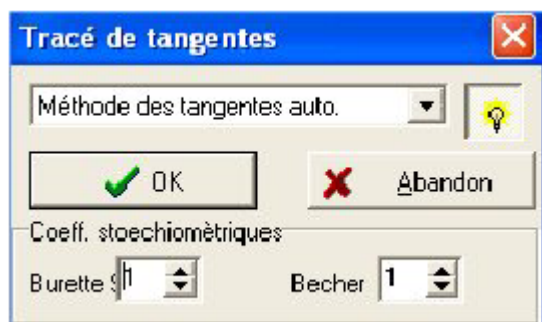 Tracé de tangentes
Méthode des tangentes auto.
OK Abandon
Coeff. stoechiomètriques
Burette 1 Becher 1